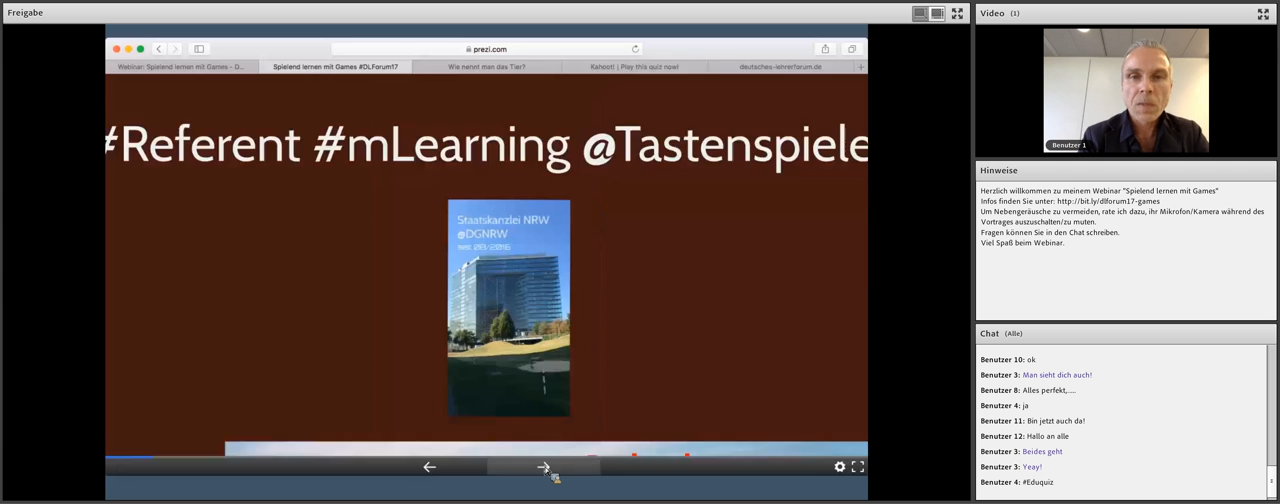 Freigabe
prezi.com
Webinar: Spielend lernen mit Games - D...
Spielend lernen mit Games #DLForum17
Wie nennt man das Tier?
Kahoot! | Play this quiz now!
deutsches-lehrerforum.de
#Referent #mLearning @Tastenspiele
Staatskanzlei NRW
@DGNRW
Video (1)
Benutzer 1
Hinweise
Herzlich willkommen zu meinem Webinar "Spielend lernen mit Games"
Infos finden Sie unter: http://bit.ly/dlforum17-games
Um Nebengeräusche zu vermeiden, rate ich dazu, ihr Mikrofon/Kamera während des
Vortrages auszuschalten/zu muten.
Fragen können Sie in den Chat schreiben.
Viel Spaß beim Webinar.
Chat (Alle)
Benutzer 10: ok
Benutzer 3: Man sieht dich auch!
Benutzer 8: Alles perfekt,....
Benutzer 4: ja
Benutzer 11: Bin jetzt auch da!
Benutzer 12: Hallo an alle
Benutzer 3: Beides geht
Benutzer 3: Yeay!
Benutzer 4: #Eduquiz